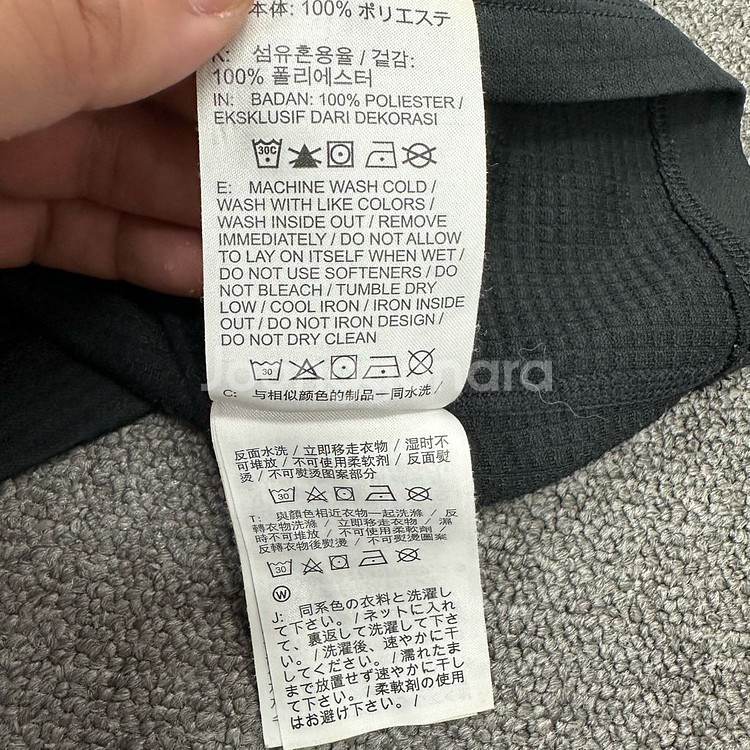 本体: 100% ポリエステ
K: 섬유혼용율 / 겉감:
100% 폴리에스터
IN: BADAN: 100% POLIESTER /
EKSKLUSIF DARI DEKORASI
30C
E: MACHINE WASH COLD /
WASH WITH LIKE COLORS /
WASH INSIDE OUT / REMOVE
IMMEDIATELY / DO NOT ALLOW
TO LAY ON ITSELF WHEN WET /
DO NOT USE SOFTENERS / DO
NOT BLEACH / TUMBLE DRY
LOW / COOL IRON / IRON INSIDE
OUT / DO NOT IRON DESIGN /
DO NOT DRY CLEAN
30
C: 与相似颜色的制品一同水洗 /
反面水洗 / 立即移走衣物 / 湿时不
可堆放 / 不可使用柔软剂 / 反面熨
烫 / 不可熨烫图案部分
30
T: 與顏色相近衣物一起洗滌 / 反
轉衣物洗滌 / 立即移走衣物 / 濕
時不可堆放 / 不可使用柔軟劑 /
反轉衣物後熨燙 / 不可熨燙圖案
30
W
J: 同系色の衣料と洗濯し
て下さい。/ ネットに入れ
て、裏返して洗濯して下さ
い。/ 洗濯後、速やかに干
してください。/ 濡れたま
まで放置せず速やかに干し
て下さい。/ 柔軟剤の使用
はお避け下さい。/